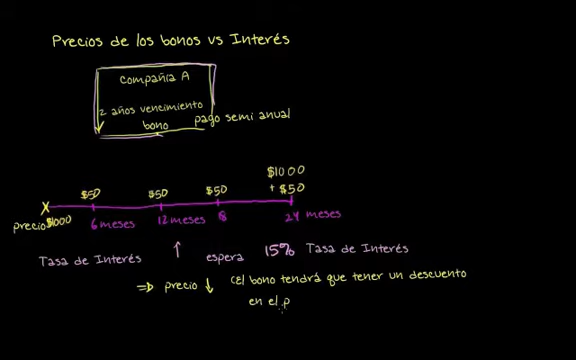 Precios de los bonos vs Interés
Compañia A
2 años vencimiento
bono
pago semi anual
$1000
$50 $50 $50 + $50
precio $1000 6 meses 12 meses 18 24 meses
Tasa de Interés ↑ espera 15% Tasa de Interés
⇒ precio ↓ (El bono tendrá que tener un descuento
en el p